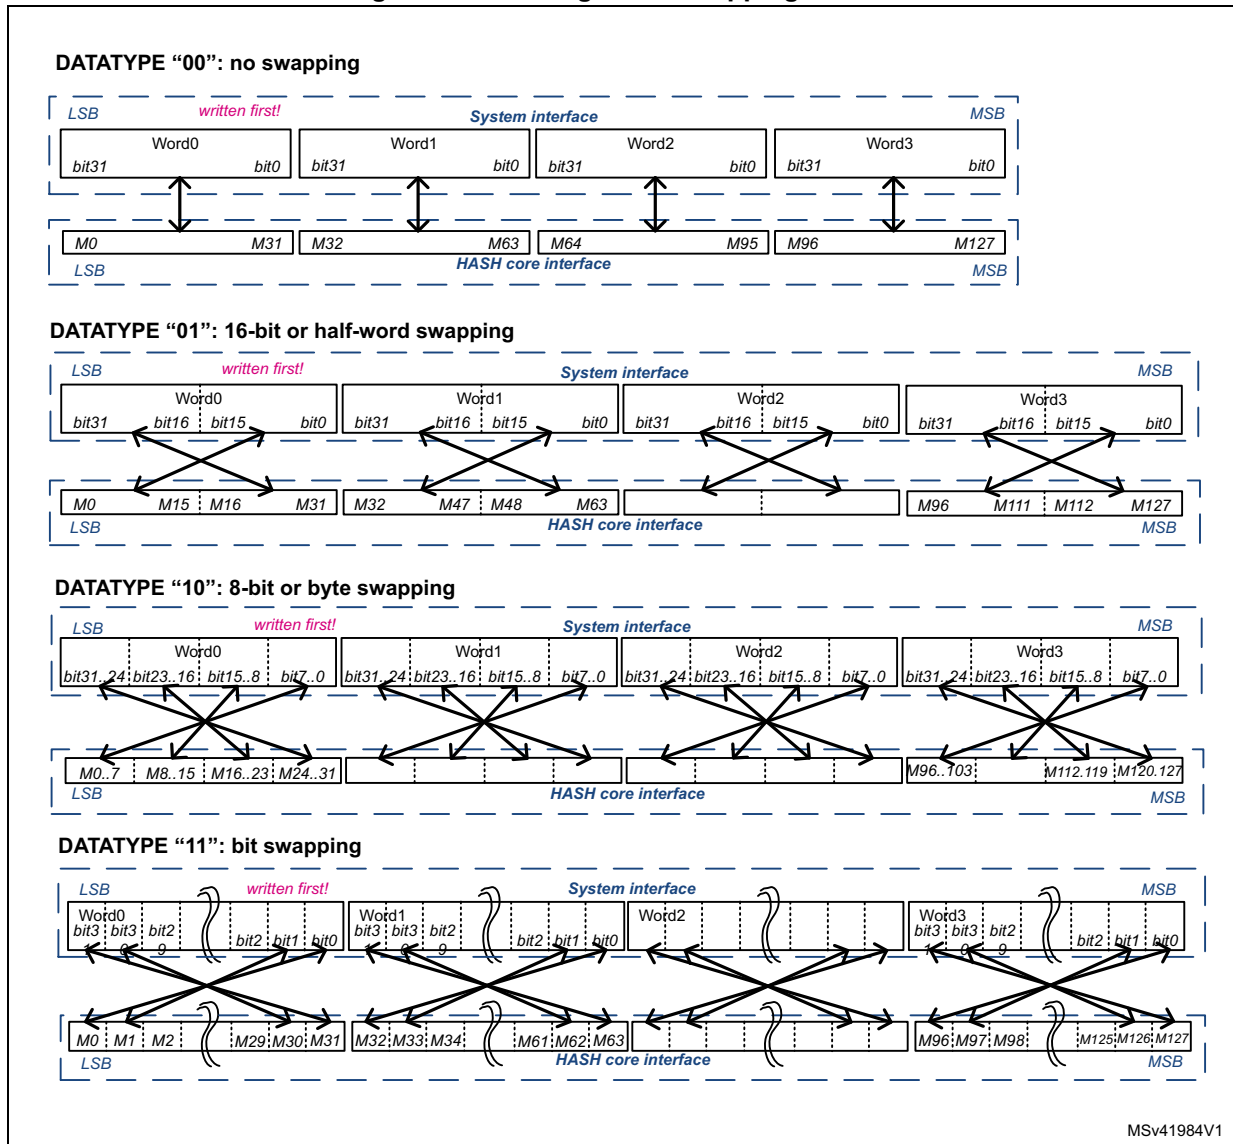 DATATYPE “00”: no swapping
LSB written first! System interface MSB
Word0 Word1 Word2 Word3
bit31 bit0 bit31 bit0 bit31 bit0 bit31 bit0
M0 M31 M32 M63 M64 M95 M96 M127
LSB HASH core interface MSB
DATATYPE “01”: 16-bit or half-word swapping
LSB written first! System interface MSB
Word0 Word1 Word2 Word3
bit31 bit16 bit15 bit0 bit31 bit16 bit15 bit0 bit31 bit16 bit15 bit0 bit31 bit16 bit15 bit0
M0 M15 M16 M31 M32 M47 M48 M63 M96 M111 M112 M127
LSB HASH core interface MSB
DATATYPE “10”: 8-bit or byte swapping
LSB written first! System interface MSB
Word0 Word1 Word2 Word3
bit31..24 bit23..16 bit15..8 bit7..0 bit31..24 bit23..16 bit15..8 bit7..0 bit31..24 bit23..16 bit15..8 bit7..0 bit31..24 bit23..16 bit15..8 bit7..0
M0..7 M8..15 M16..23 M24..31 M96..103 M112.119 M120.127
LSB HASH core interface MSB
DATATYPE “11”: bit swapping
LSB written first! System interface MSB
Word0 Word1 Word2 Word3
bit31 bit30 bit29 bit2 bit1 bit0 bit31 bit30 bit29 bit2 bit1 bit0 bit31 bit30 bit29 bit2 bit1 bit0
M0 M1 M2 M29 M30 M31 M32 M33 M34 M61 M62 M63 M96 M97 M98 M125 M126 M127
LSB HASH core interface MSB
MSv41984V1